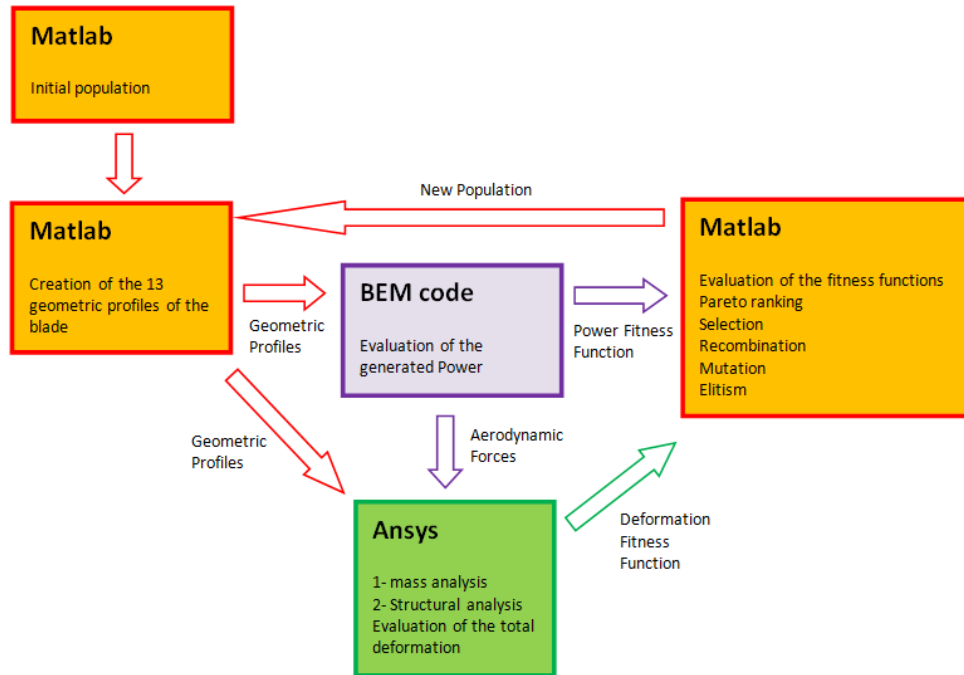 Matlab
Initial population
New Population
Matlab
Creation of the 13
geometric profiles of the
blade
Geometric
Profiles
BEM code
Evaluation of the
generated Power
Power Fitness
Function
Matlab
Evaluation of the fitness functions
Pareto ranking
Selection
Recombination
Mutation
Elitism
Geometric
Profiles
Aerodynamic
Forces
Ansys
1- mass analysis
2- Structural analysis
Evaluation of the total
deformation
Deformation
Fitness
Function